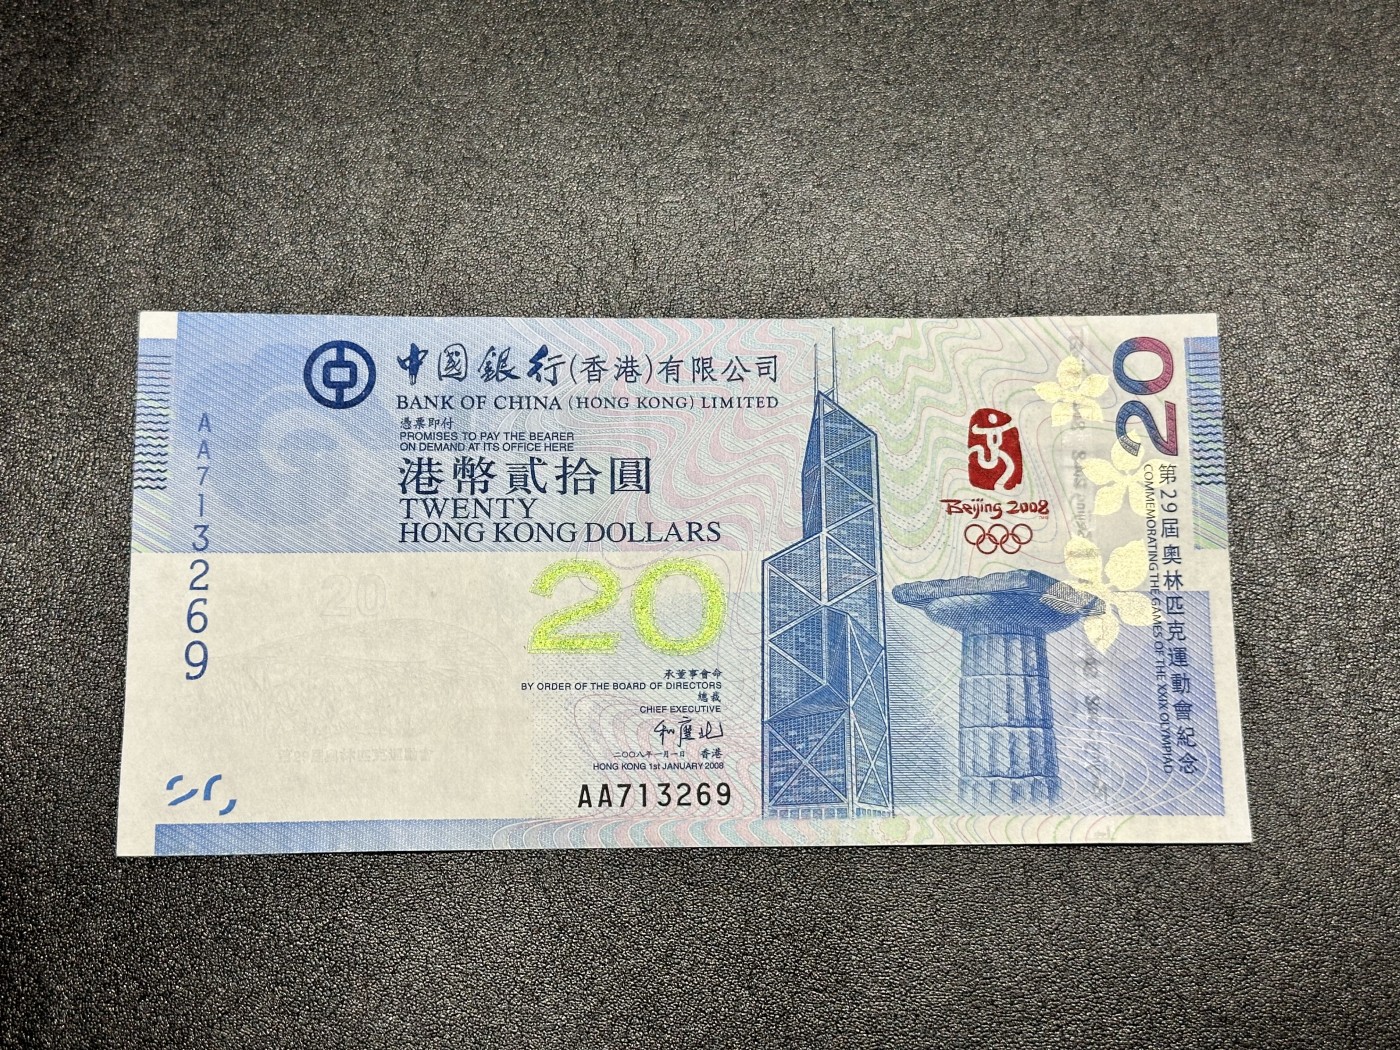 中國銀行(香港)有限公司
BANK OF CHINA (HONG KONG) LIMITED
憑票即付
PROMISES TO PAY THE BEARER
ON DEMAND AT ITS OFFICE HERE
港幣貳拾圓
TWENTY
HONG KONG DOLLARS
20
承董事會命
BY ORDER OF THE BOARD OF DIRECTORS
總裁
CHIEF EXECUTIVE
和廣北
二〇〇八年一月一日 香港
HONG KONG 1st JANUARY 2008
AA713269
AA713269
20
Beijing 2008
20
第29屆奧林匹克運動會紀念
COMMEMORATING THE GAMES OF THE XXIX OLYMPIAD